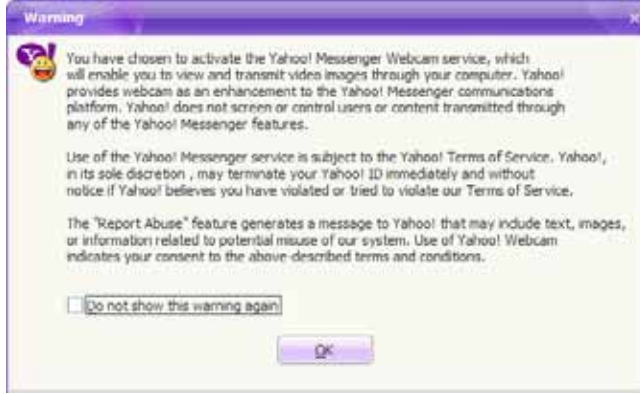 Warning
You have chosen to activate the Yahoo! Messenger Webcam service, which
will enable you to view and transmit video images through your computer. Yahoo!
provides webcam as an enhancement to the Yahoo! Messenger communications
platform. Yahoo! does not screen or control users or content transmitted through
any of the Yahoo! Messenger features.
Use of the Yahoo! Messenger service is subject to the Yahoo! Terms of Service. Yahoo!,
in its sole discretion , may terminate your Yahoo! ID immediately and without
notice if Yahoo! believes you have violated or tried to violate our Terms of Service.
The "Report Abuse" feature generates a message to Yahoo! that may include text, images,
or information related to potential misuse of our system. Use of Yahoo! Webcam
indicates your consent to the above-described terms and conditions.
Do not show this warning again
OK